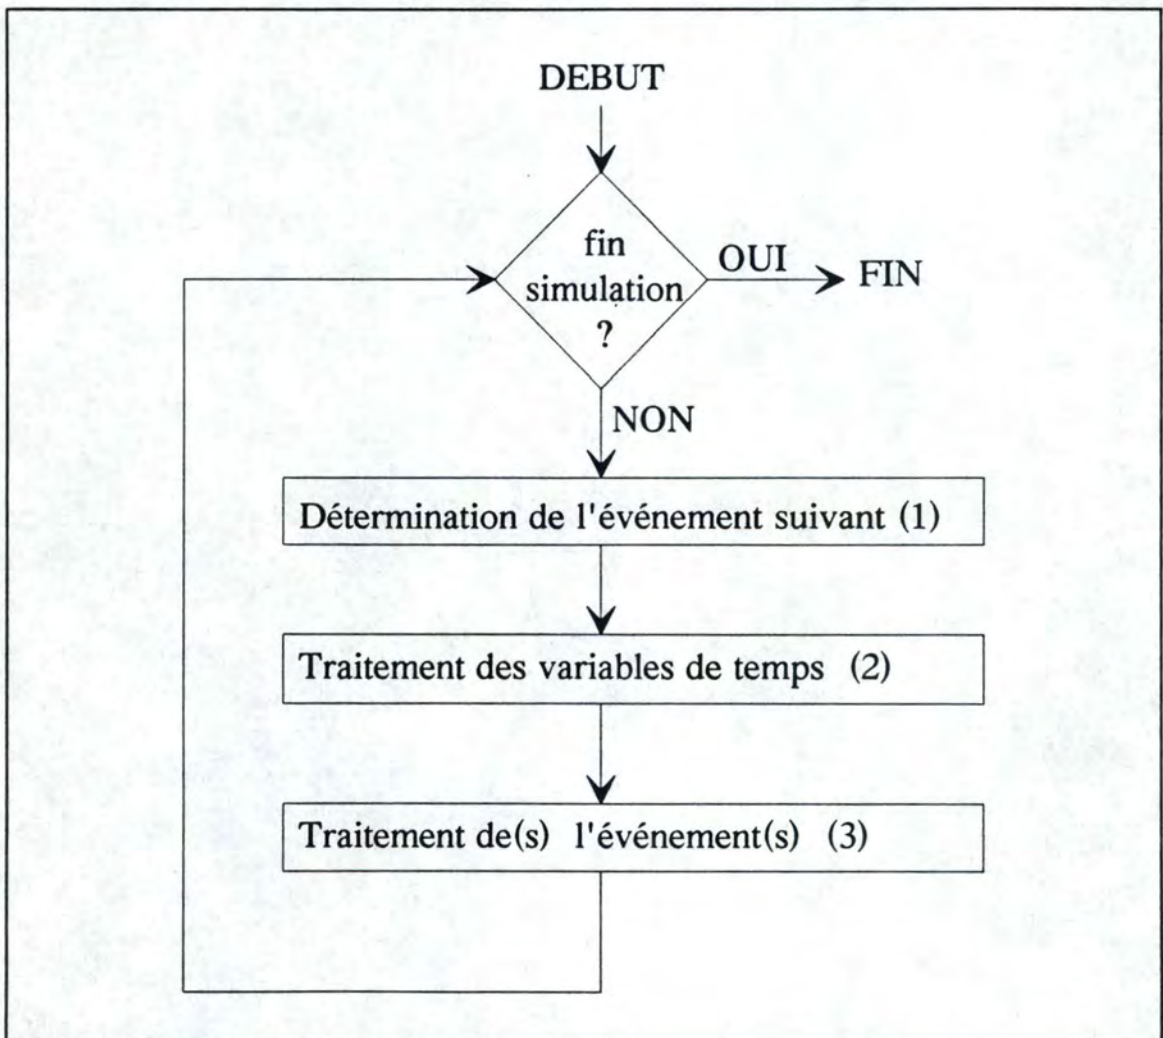 DEBUT
fin
simulation
?
OUI
FIN
NON
Détermination de l'événement suivant (1)
Traitement des variables de temps (2)
Traitement de(s) l'événement(s) (3)